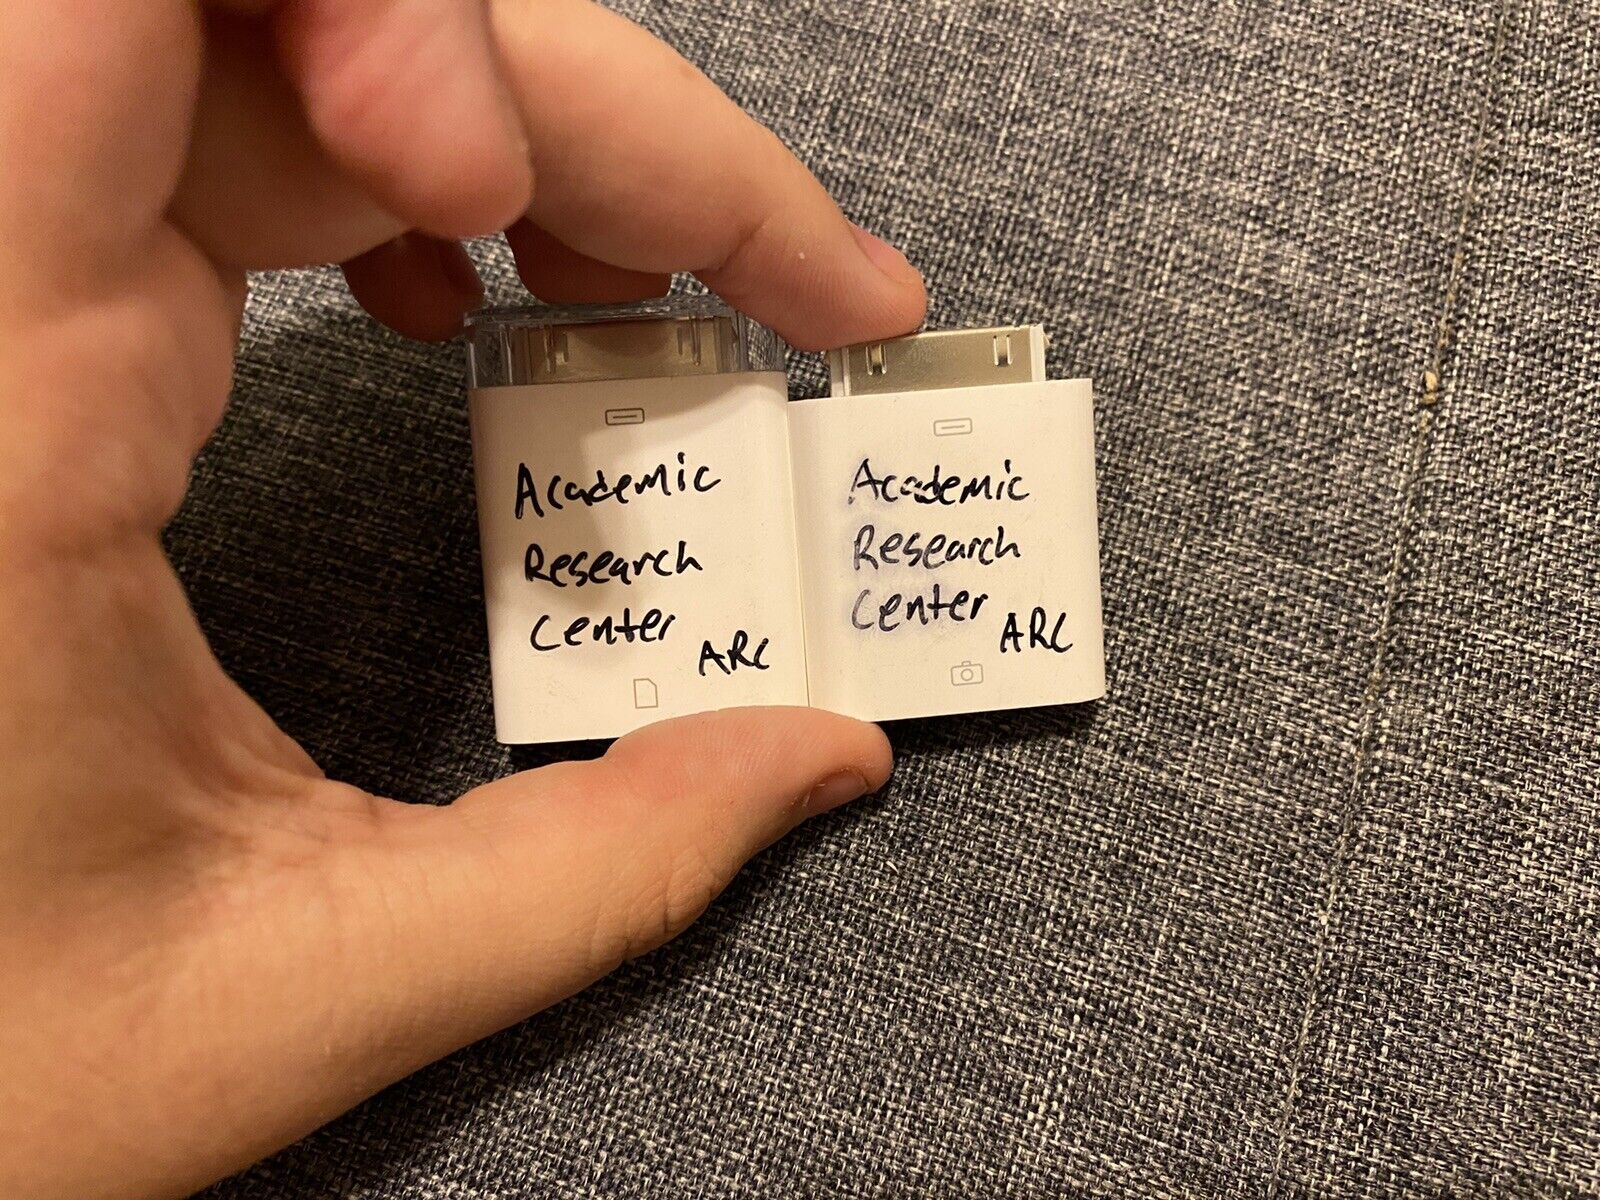 Academic
Research
Center
ARC
Academic
Research
Center
ARC